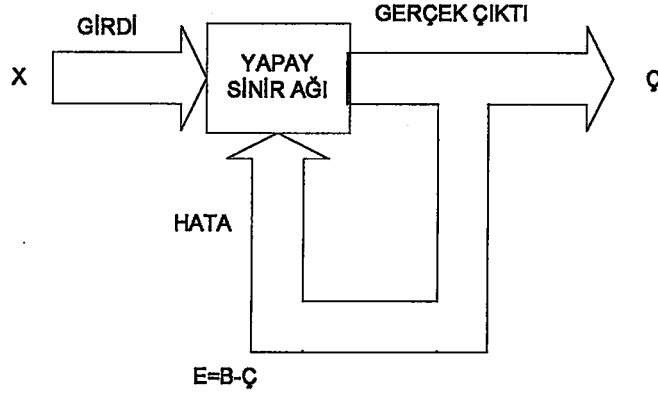 GİRDİ
GERÇEK ÇIKTI
X
YAPAY
SİNİR AĞI
Ç
HATA
E=B-Ç